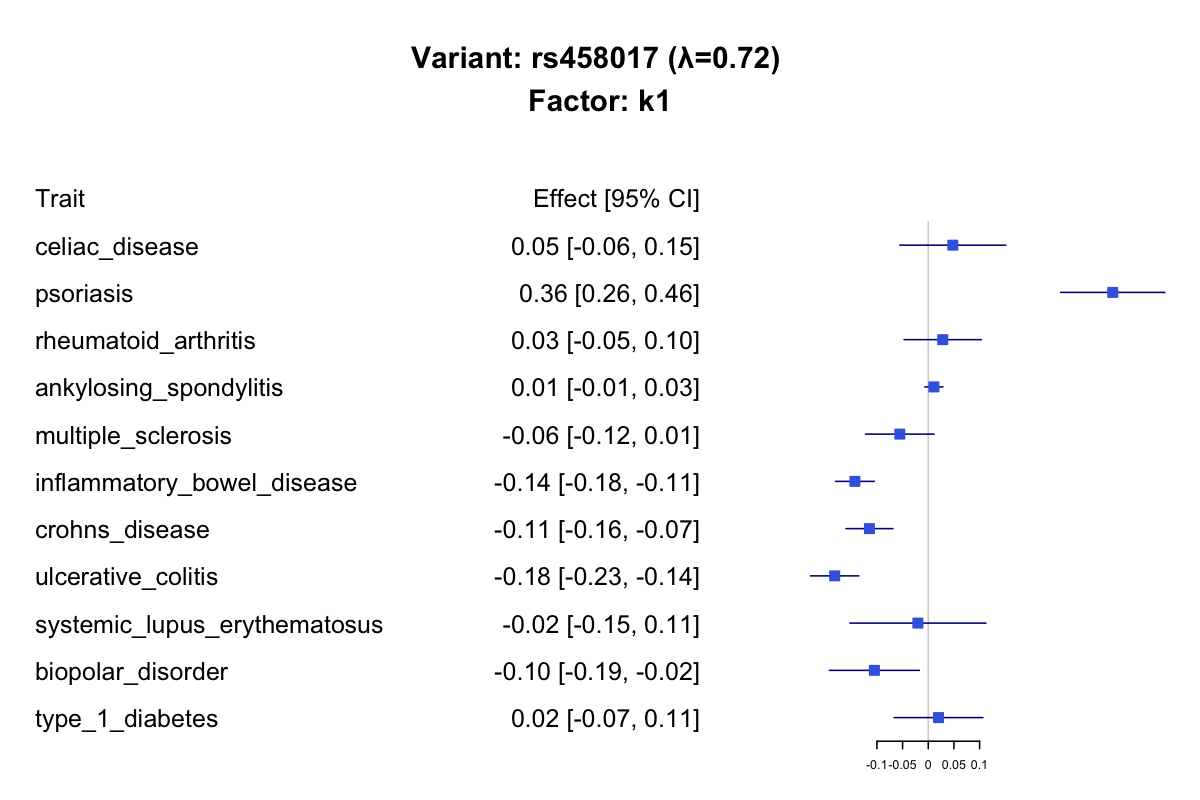 Variant: rs458017 (λ=0.72)
Factor: k1
Trait Effect [95% CI]
celiac_disease 0.05 [-0.06, 0.15]
psoriasis 0.36 [0.26, 0.46]
rheumatoid_arthritis 0.03 [-0.05, 0.10]
ankylosing_spondylitis 0.01 [-0.01, 0.03]
multiple_sclerosis -0.06 [-0.12, 0.01]
inflammatory_bowel_disease -0.14 [-0.18, -0.11]
crohns_disease -0.11 [-0.16, -0.07]
ulcerative_colitis -0.18 [-0.23, -0.14]
systemic_lupus_erythematosus -0.02 [-0.15, 0.11]
biopolar_disorder -0.10 [-0.19, -0.02]
type_1_diabetes 0.02 [-0.07, 0.11]
-0.1 -0.05 0 0.05 0.1